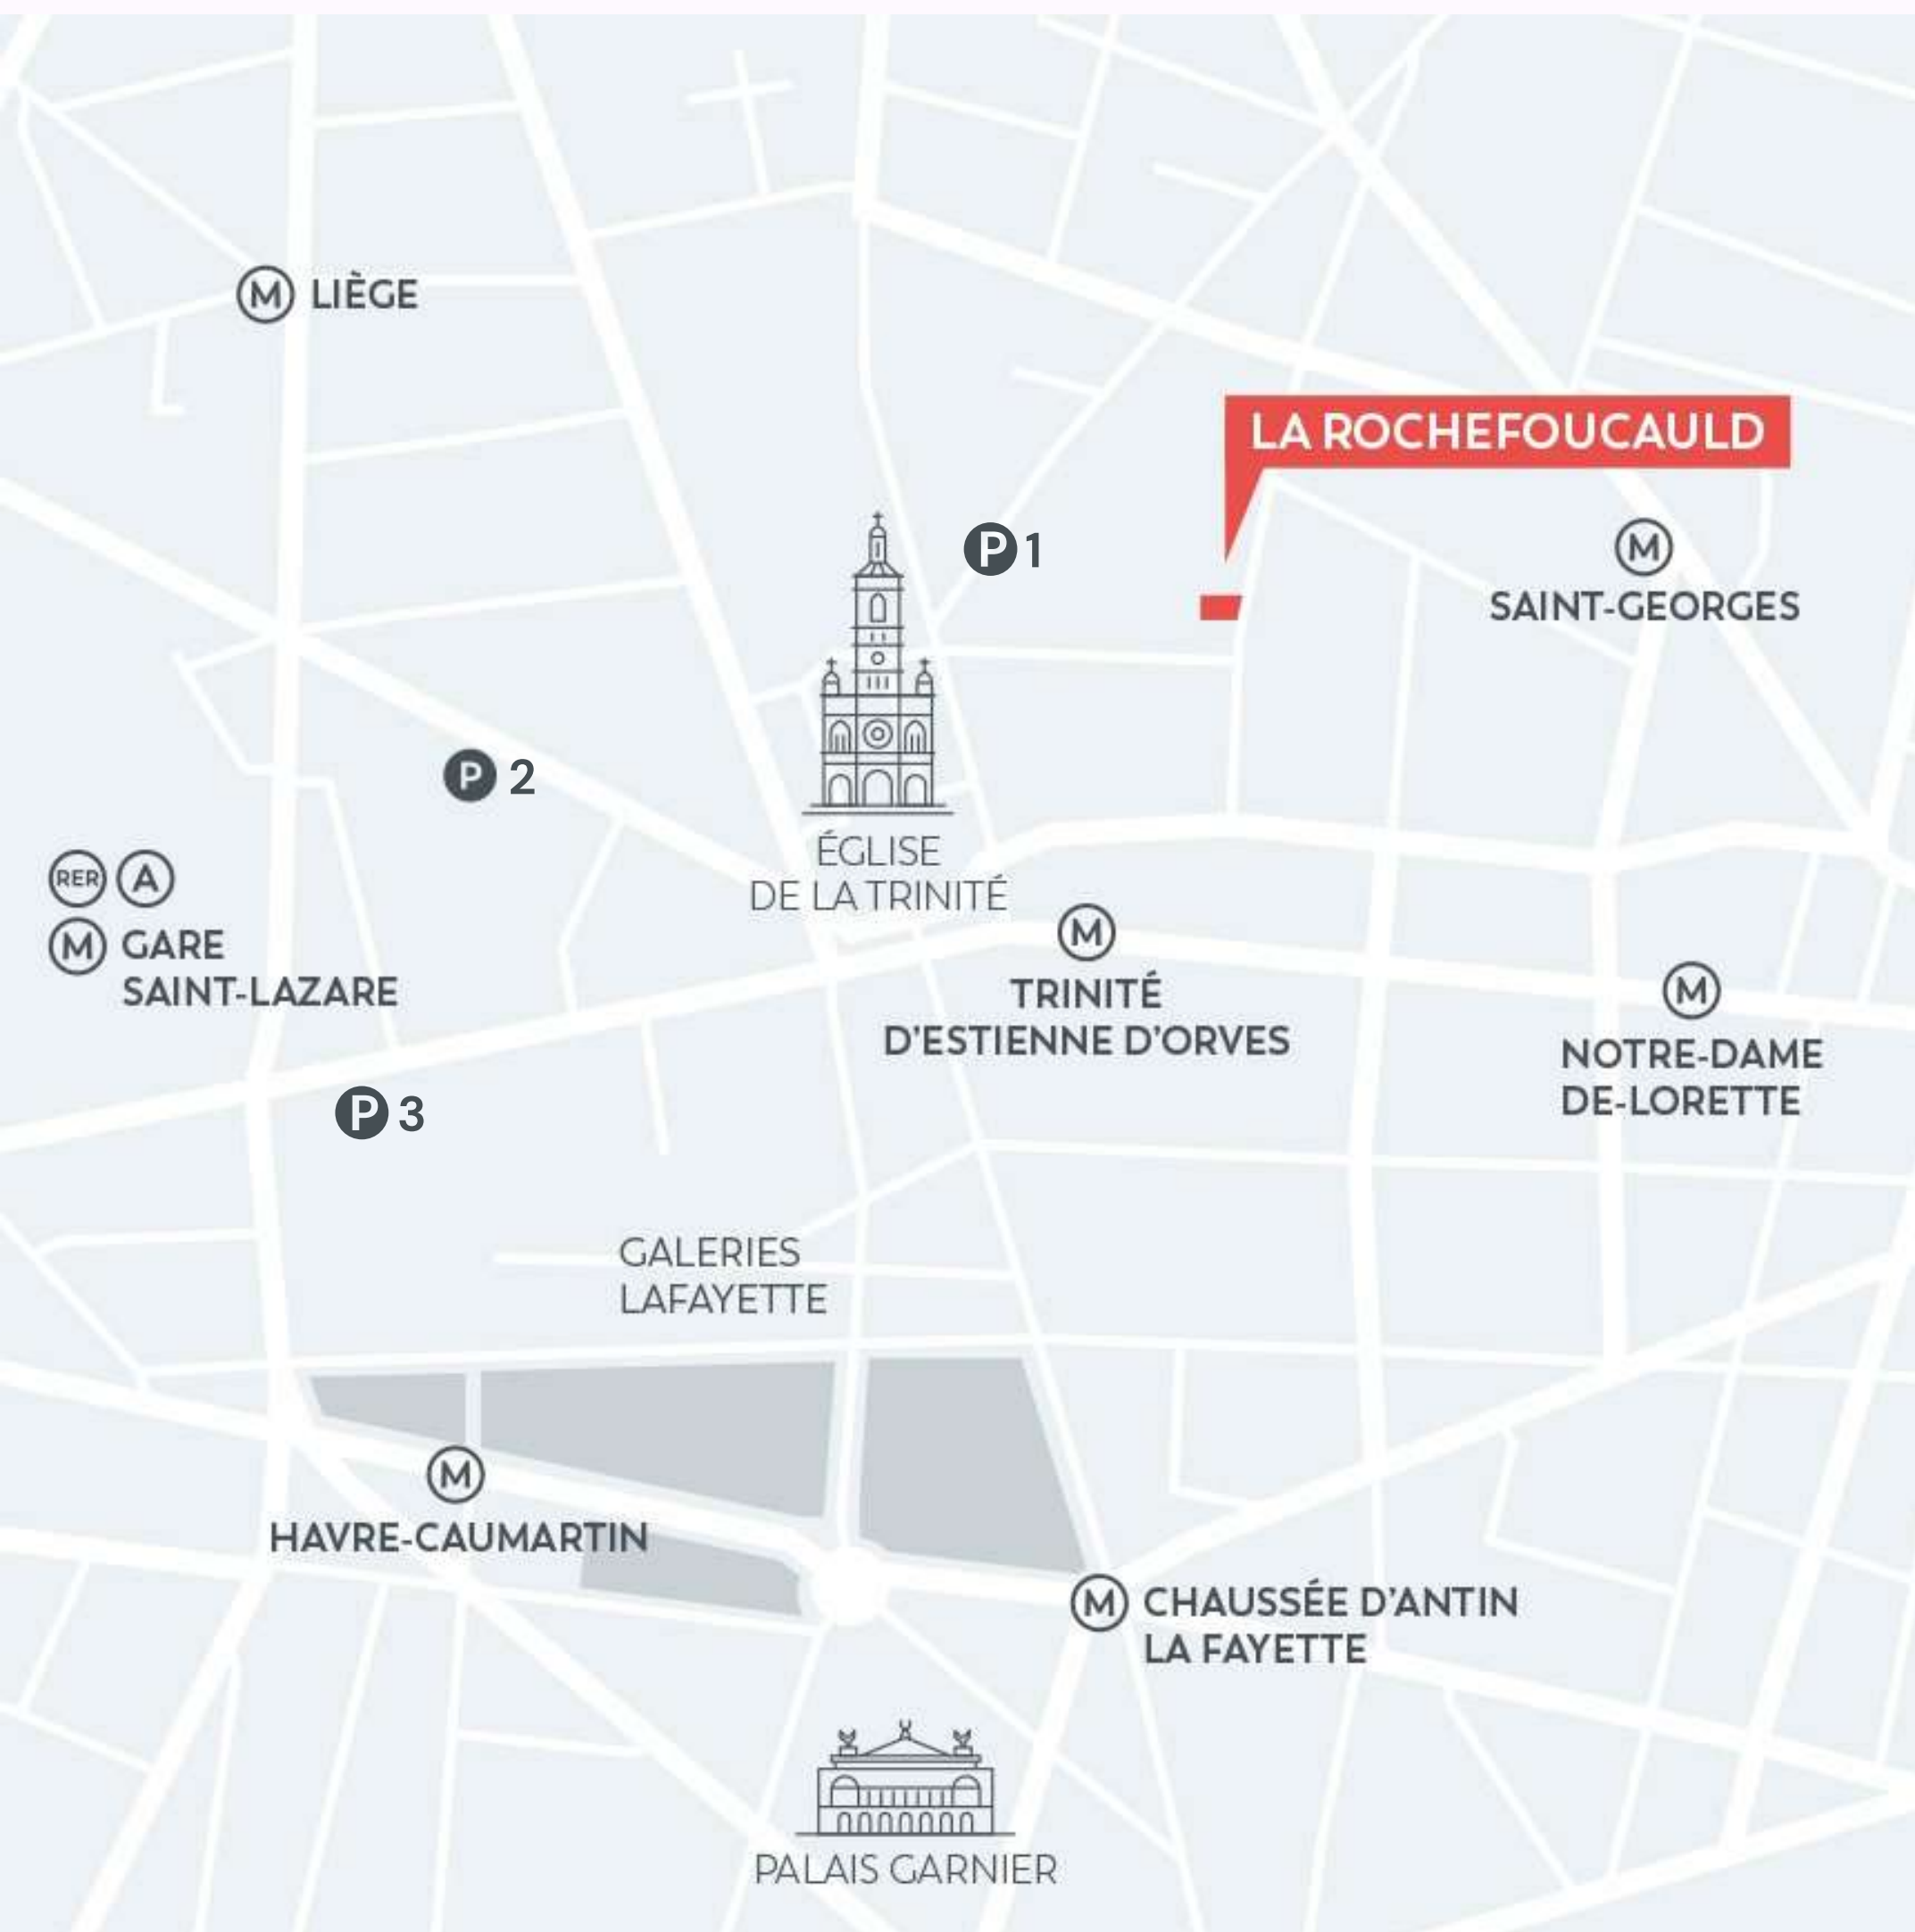 M LIÈGE
LA ROCHEFOUCAULD
P 1
M
SAINT-GEORGES
P 2
RER A
M GARE
SAINT-LAZARE
ÉGLISE
DE LA TRINITÉ
M
TRINITÉ
D'ESTIENNE D'ORVES
M
NOTRE-DAME
DE-LORETTE
P 3
GALERIES
LAFAYETTE
M
HAVRE-CAUMARTIN
M CHAUSSÉE D'ANTIN
LA FAYETTE
PALAIS GARNIER